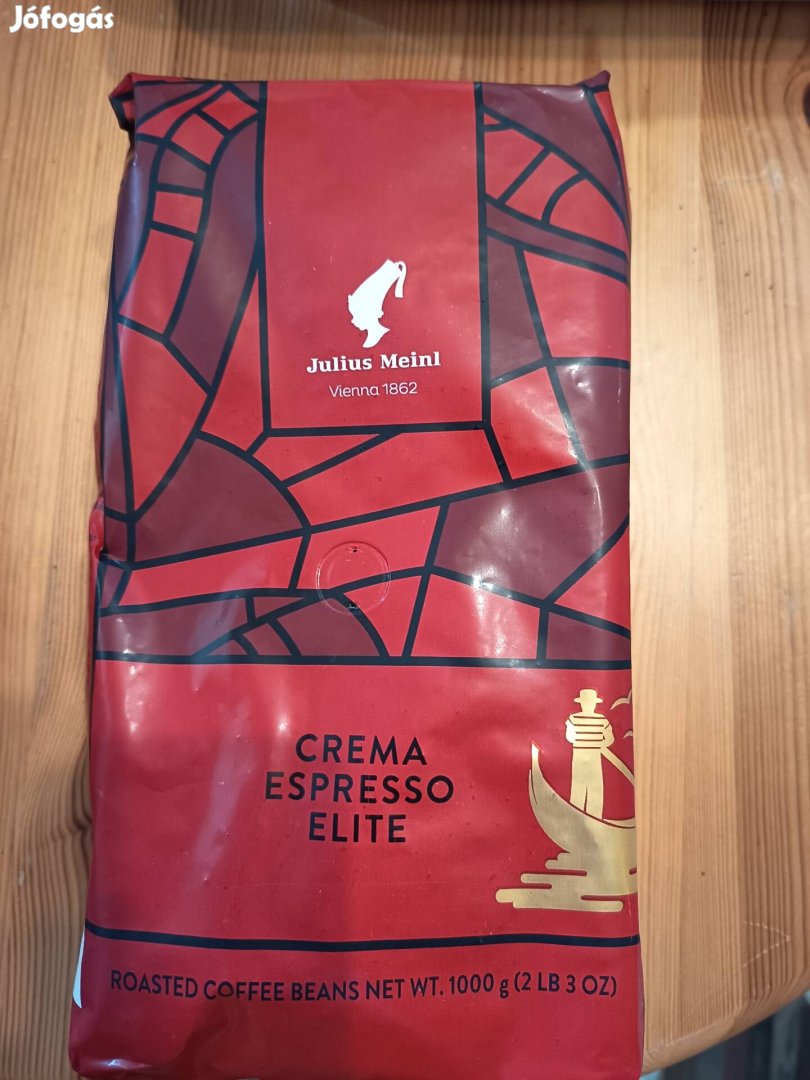 Jófogás
Julius Meinl
Vienna 1862
CREMA
ESPRESSO
ELITE
ROASTED COFFEE BEANS NET WT. 1000 g (2 LB 3 OZ)